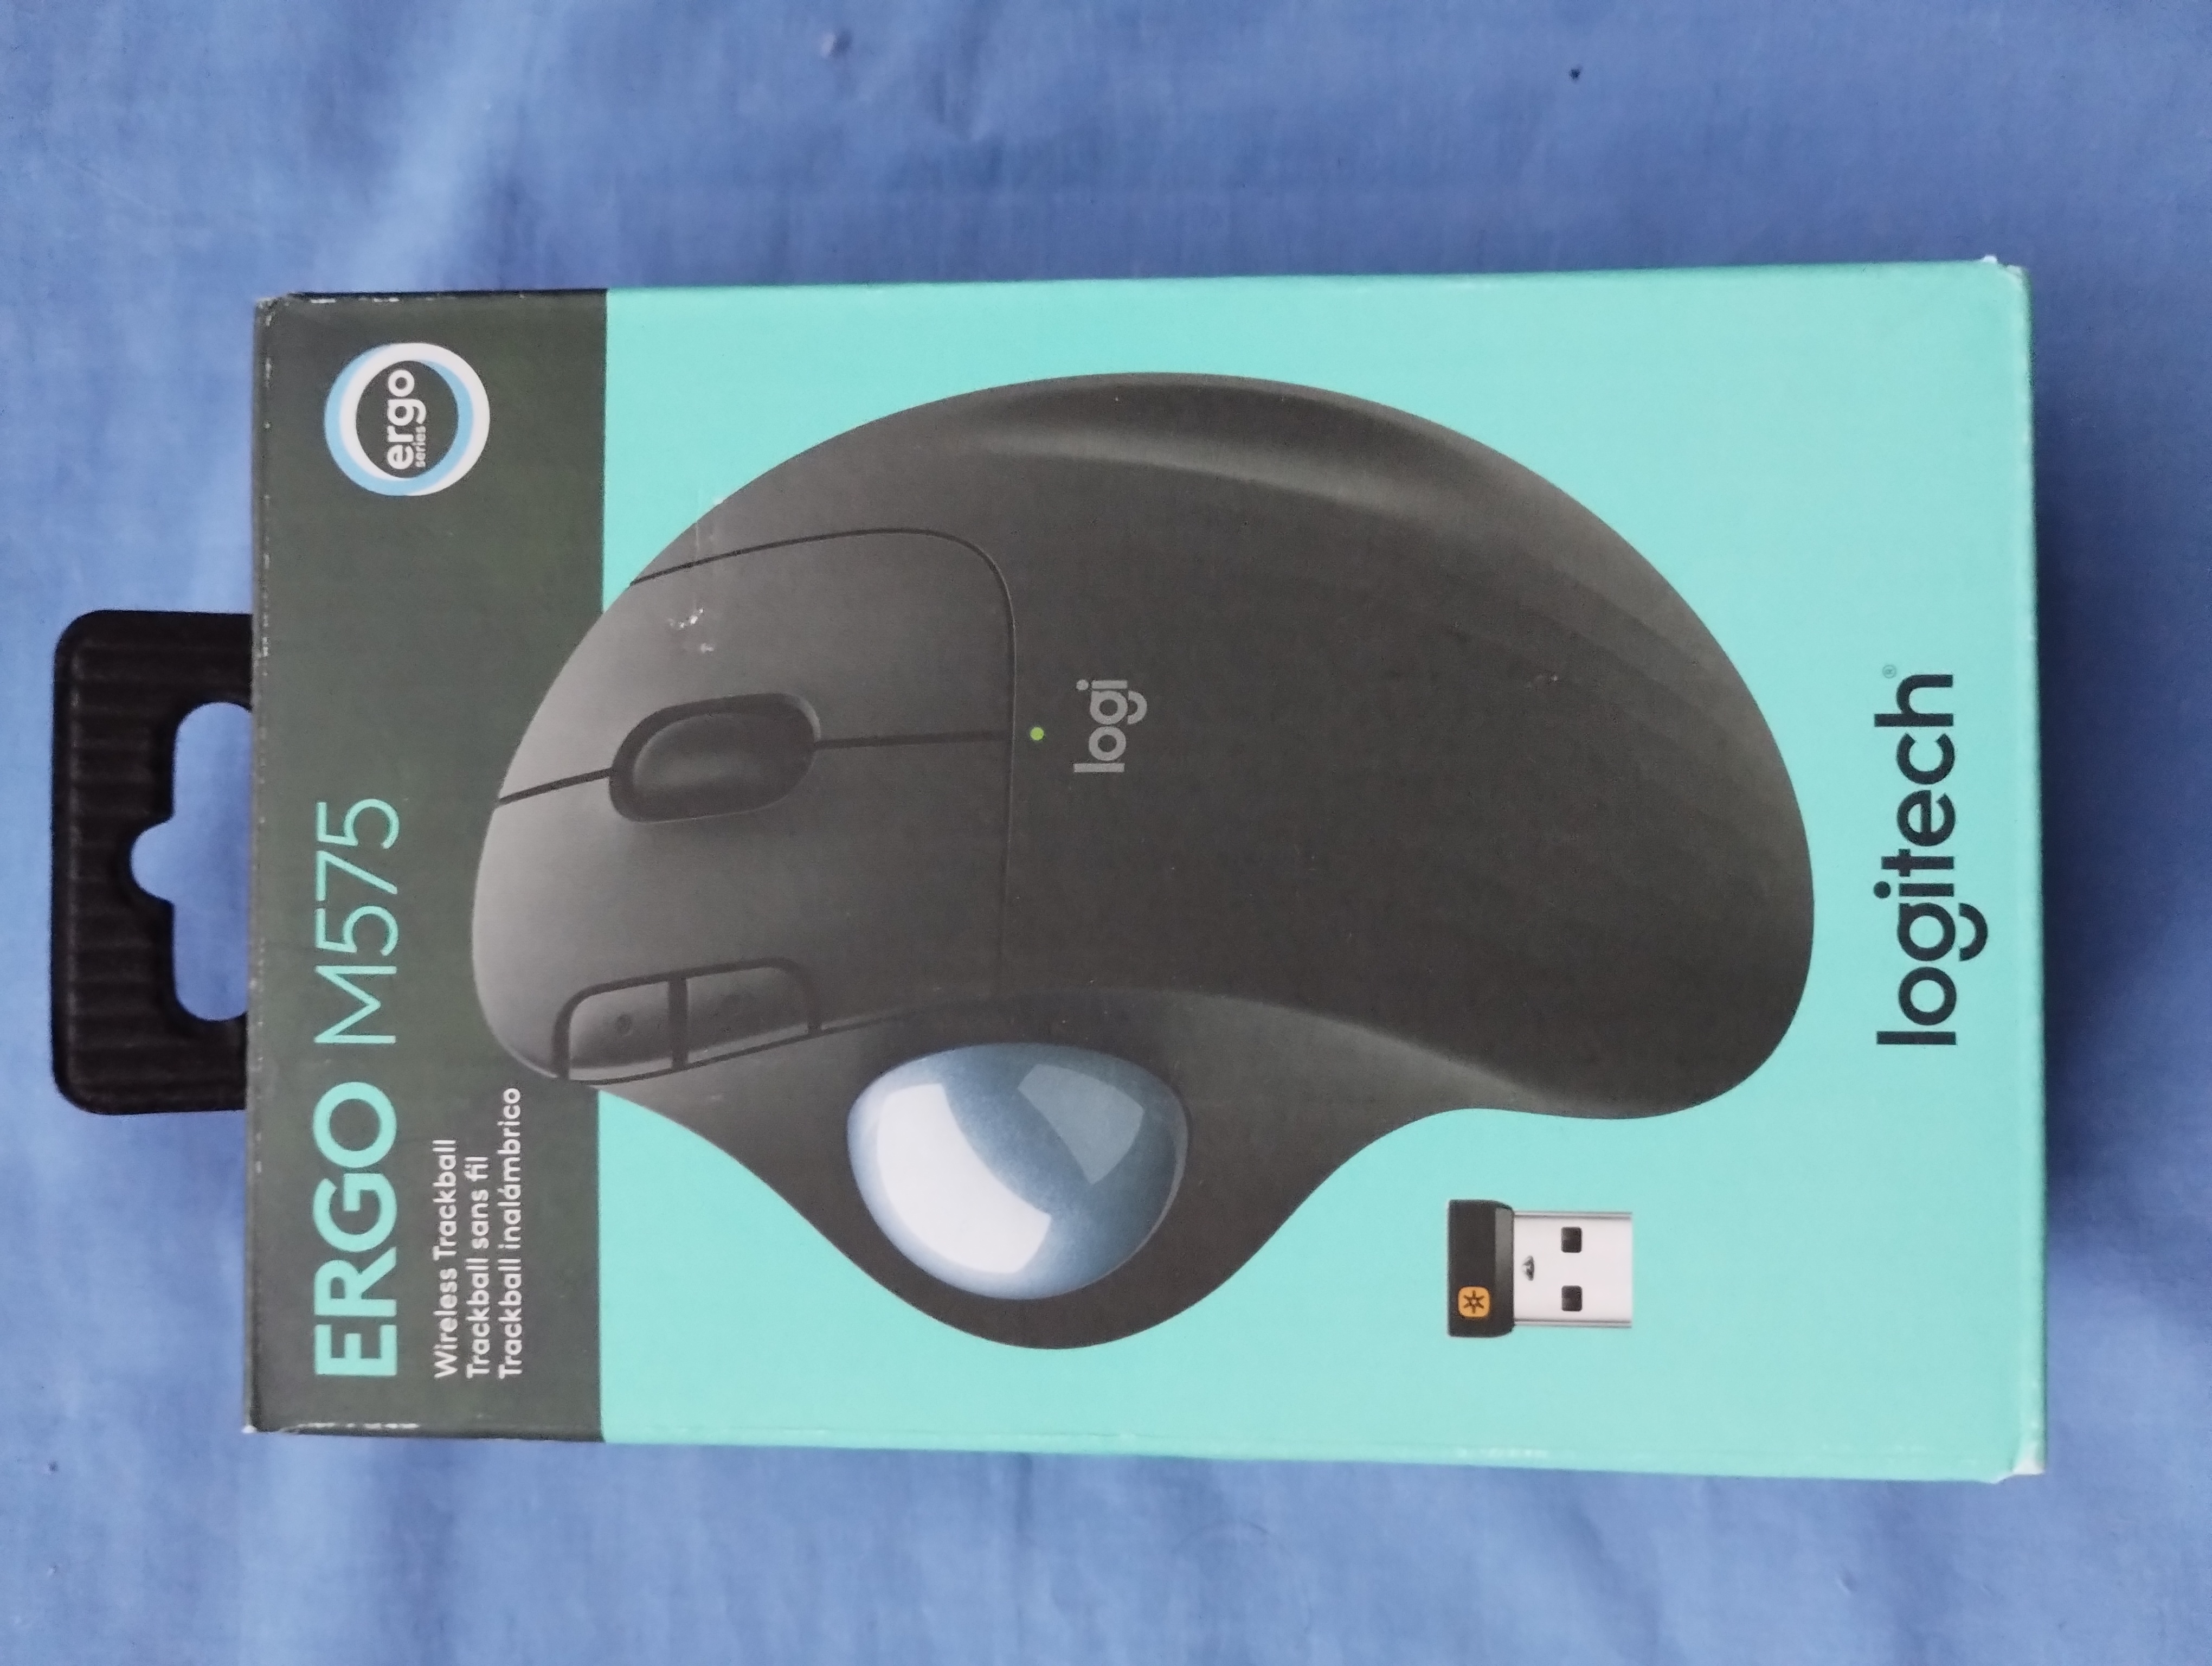 ERGO M575
ergo
series
Wireless Trackball
Trackball sans fil
Trackball inalámbrico
logi
logitech®